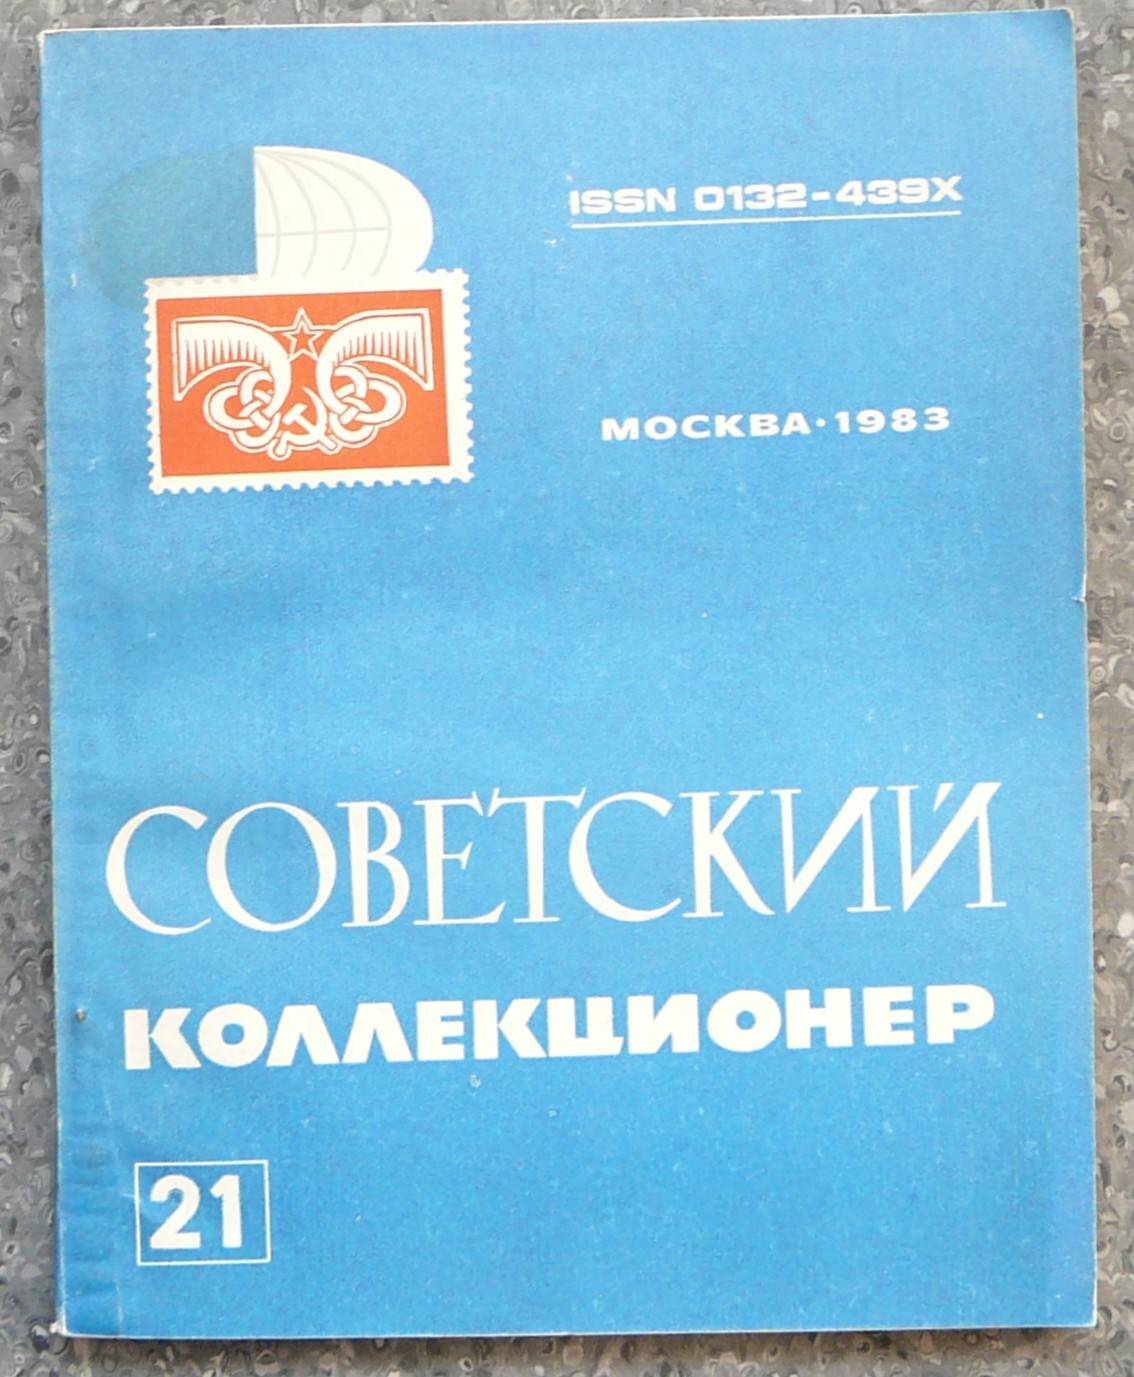 ISSN 0132-439X
МОСКВА·1983
СОВЕТСКИЙ
КОЛЛЕКЦИОНЕР
21